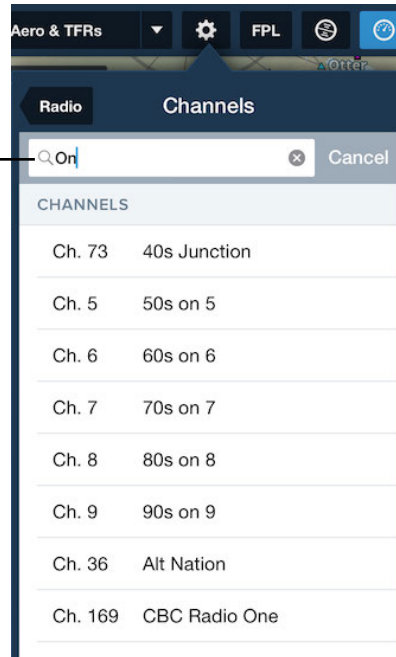 Aero & TFRs FPL
Otter
Radio Channels
On Cancel
CHANNELS
Ch. 73 40s Junction
Ch. 5 50s on 5
Ch. 6 60s on 6
Ch. 7 70s on 7
Ch. 8 80s on 8
Ch. 9 90s on 9
Ch. 36 Alt Nation
Ch. 169 CBC Radio One